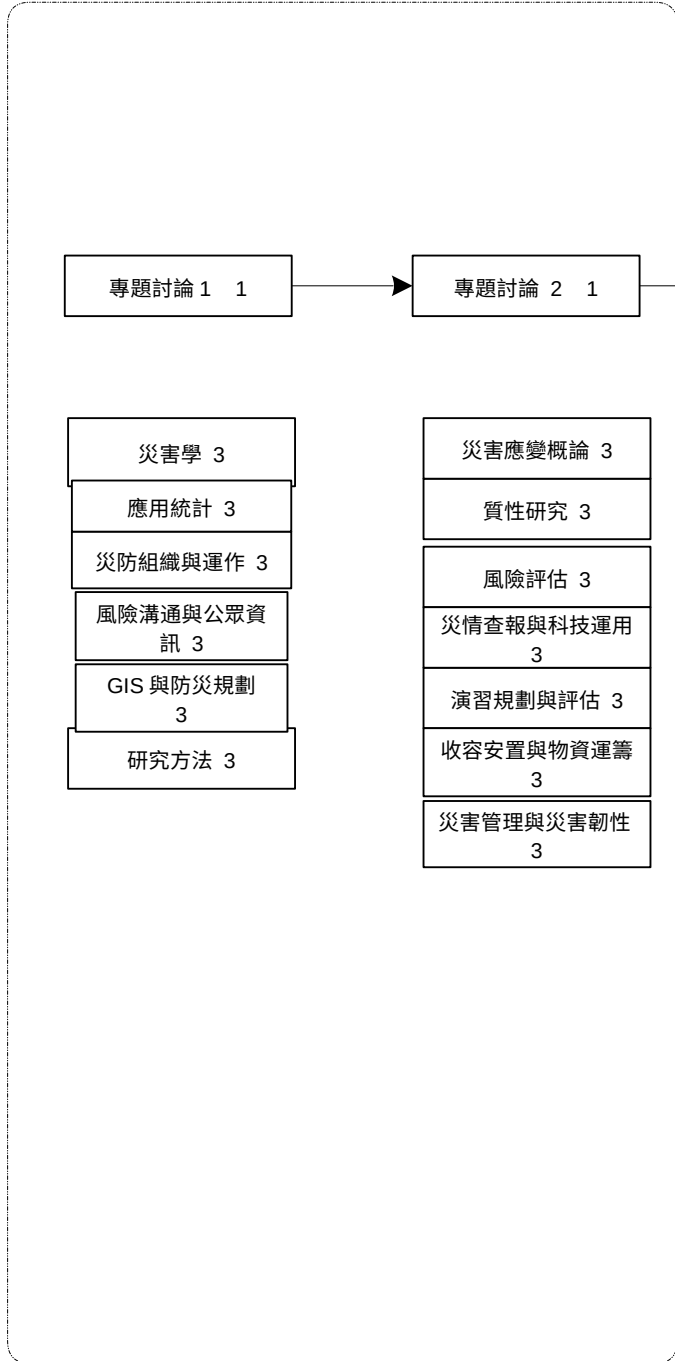 專題討論1 1
專題討論 2 1
災害學 3
應用統計 3
災防組織與運作 3
風險溝通與公眾資
訊 3
GIS 與防災規劃
3
研究方法 3
災害應變概論 3
質性研究 3
風險評估 3
災情查報與科技運用
3
演習規劃與評估 3
收容安置與物資運籌
3
災害管理與災害韌性
3